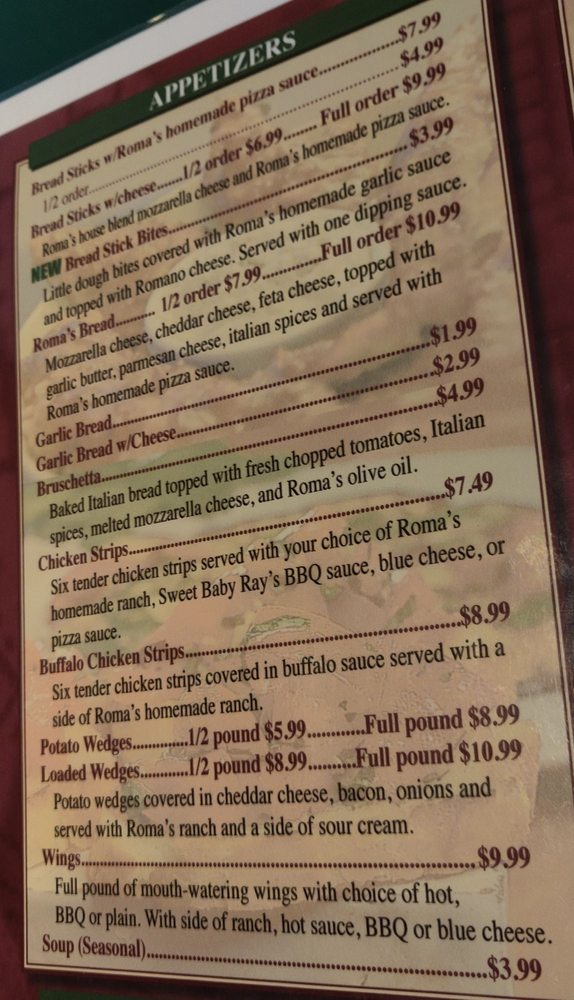 APPETIZERS
Bread Sticks w/Roma's homemade pizza sauce..................$7.99
1/2 order..................................................................$4.99
Bread Sticks w/cheese.......1/2 order $6.99........ Full order $9.99
Roma's house blend mozzarella cheese and Roma's homemade pizza sauce.
NEW Bread Stick Bites..................................................$3.99
Little dough bites covered with Roma's homemade garlic sauce
and topped with Romano cheese. Served with one dipping sauce.
Roma's Bread.......... 1/2 order $7.99..............Full order $10.99
Mozzarella cheese, cheddar cheese, feta cheese, topped with
garlic butter, parmesan cheese, italian spices and served with
Roma's homemade pizza sauce.
Garlic Bread..................................................................$1.99
Garlic Bread w/Cheese....................................................$2.99
Bruschetta.....................................................................$4.99
Baked Italian bread topped with fresh chopped tomatoes, Italian
spices, melted mozzarella cheese, and Roma's olive oil.
Chicken Strips................................................................$7.49
Six tender chicken strips served with your choice of Roma's
homemade ranch, Sweet Baby Ray's BBQ sauce, blue cheese, or
pizza sauce.
Buffalo Chicken Strips......................................................$8.99
Six tender chicken strips covered in buffalo sauce served with a
side of Roma's homemade ranch.
Potato Wedges.............1/2 pound $5.99.............Full pound $8.99
Loaded Wedges............1/2 pound $8.99..........Full pound $10.99
Potato wedges covered in cheddar cheese, bacon, onions and
served with Roma's ranch and a side of sour cream.
Wings............................................................................$9.99
Full pound of mouth-watering wings with choice of hot,
BBQ or plain. With side of ranch, hot sauce, BBQ or blue cheese.
Soup (Seasonal)..............................................................$3.99